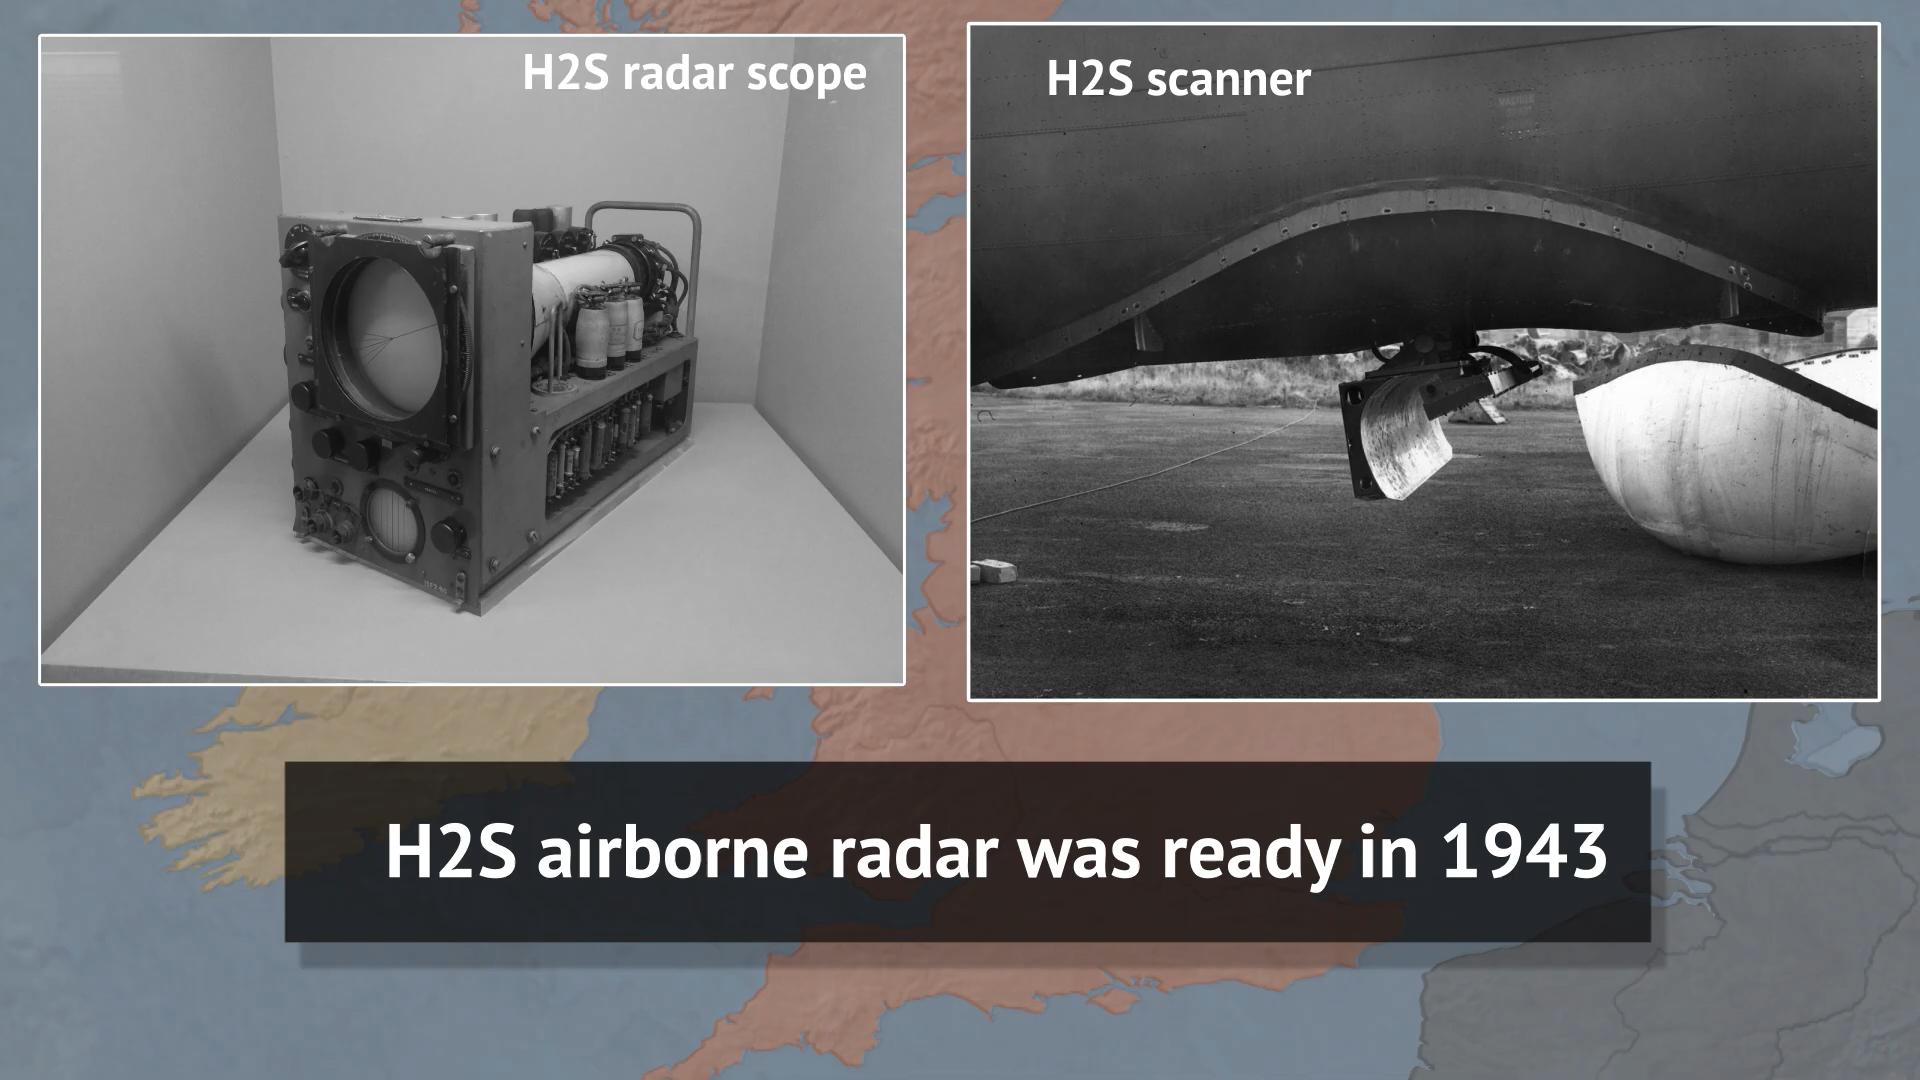 H2S radar scope
H2S scanner
H2S airborne radar was ready in 1943